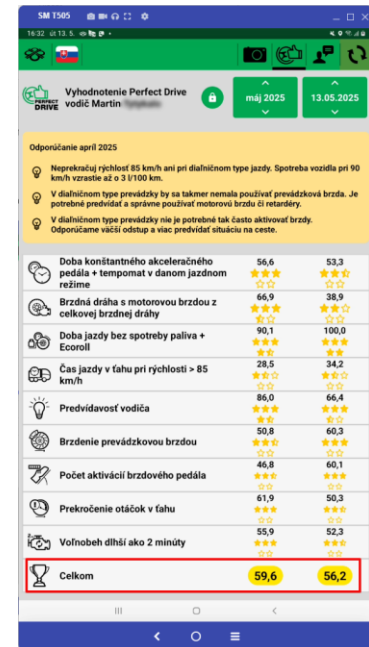 SM T505
16:32 út 13. 5.
PERFECT DRIVE
Vyhodnotenie Perfect Drive
vodič Martin
máj 2025
13.05.2025
Odporúčanie apríl 2025
Neprekračuj rýchlosť 85 km/h ani pri diaľničnom type jazdy. Spotreba vozidla pri 90
km/h vzrastie až o 3 l/100 km.
V diaľničnom type prevádzky by sa takmer nemala používať prevádzková brzda. Je
potrebné predvídať a správne používať motorovú brzdu či retardéry.
V diaľničnom type prevádzky nie je potrebné tak často aktivovať brzdy.
Odporúčame väčší odstup a viac predvídať situáciu na ceste.
Doba konštantného akceleračného
pedála + tempomat v danom jazdnom
režime
56,6
53,3
Brzdná dráha s motorovou brzdou z
celkovej brzdnej dráhy
66,9
38,9
Doba jazdy bez spotreby paliva +
Ecoroll
90,1
100,0
Čas jazdy v ťahu pri rýchlosti > 85
km/h
28,5
34,2
Predvídavosť vodiča
86,0
66,4
Brzdenie prevádzkovou brzdou
50,8
60,3
Počet aktivácií brzdového pedála
46,8
60,1
Prekročenie otáčok v ťahu
61,9
50,3
Voľnobeh dlhší ako 2 minúty
55,9
52,3
Celkom
59,6
56,2